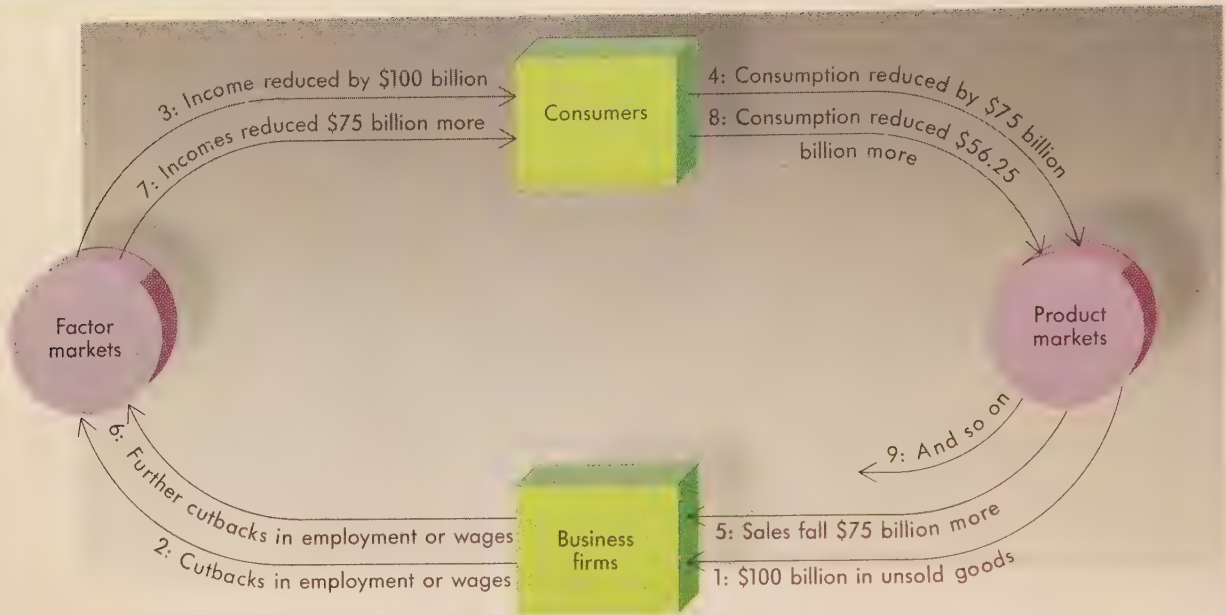 3: Income reduced by $100 billion
7: Incomes reduced $75 billion more
Consumers
4: Consumption reduced by $75 billion
8: Consumption reduced $56.25
billion more
Factor
markets
Product
markets
9: And so on
6: Further cutbacks in employment or wages
2: Cutbacks in employment or wages
Business
firms
5: Sales fall $75 billion more
1: $100 billion in unsold goods